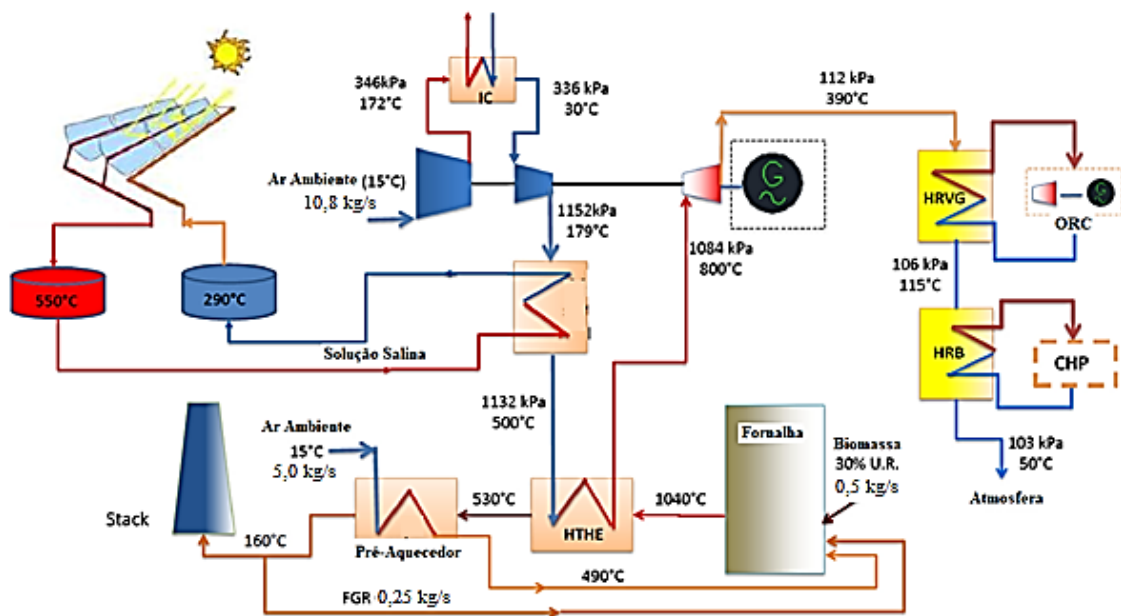 IC
346kPa
172°C
336 kPa
30°C
112 kPa
390°C
Ar Ambiente (15°C)
10,8 kg/s
G
HRVG
G
ORC
1152kPa
179°C
1084 kPa
800°C
106 kPa
115°C
550°C
290°C
Solução Salina
HRB
CHP
1132 kPa
500°C
103 kPa
50°C
Atmosfera
Ar Ambiente
15°C
5,0 kg/s
Fornalha
Biomassa
30% U.R.
0,5 kg/s
Stack
530°C
1040°C
HTHE
160°C
Pré-Aquecedor
490°C
FGR 0,25 kg/s